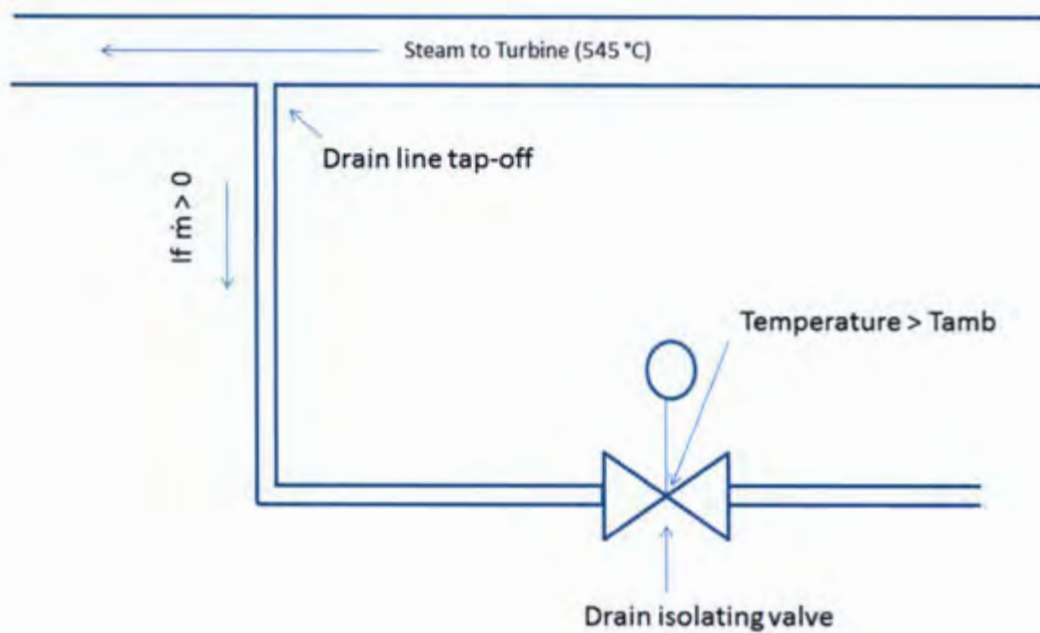 Steam to Turbine (545 °C)
Drain line tap-off
If ṁ > 0
Temperature > Tamb
Drain isolating valve